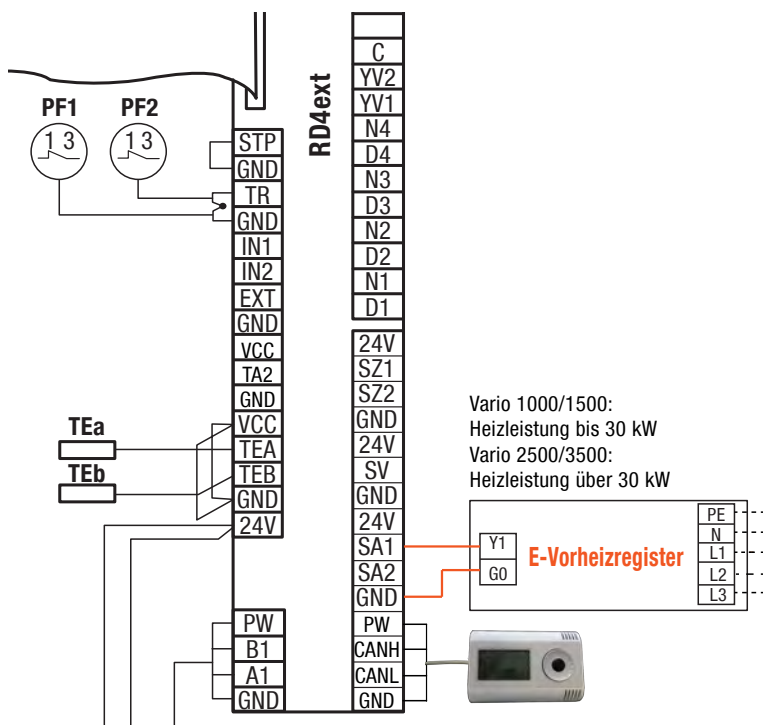 PF1
1 3
PF2
1 3
RD4ext
STP
GND
TR
GND
IN1
IN2
EXT
GND
VCC
TA2
GND
VCC
TEA
TEB
GND
24V
TEa
TEb
PW
B1
A1
GND
C
YV2
YV1
N4
D4
N3
D3
N2
D2
N1
D1
24V
SZ1
SZ2
GND
24V
SV
GND
24V
SA1
SA2
GND
PW
CANH
CANL
GND
Vario 1000/1500:
Heizleistung bis 30 kW
Vario 2500/3500:
Heizleistung über 30 kW
Y1
G0
E-Vorheizregister
PE
N
L1
L2
L3